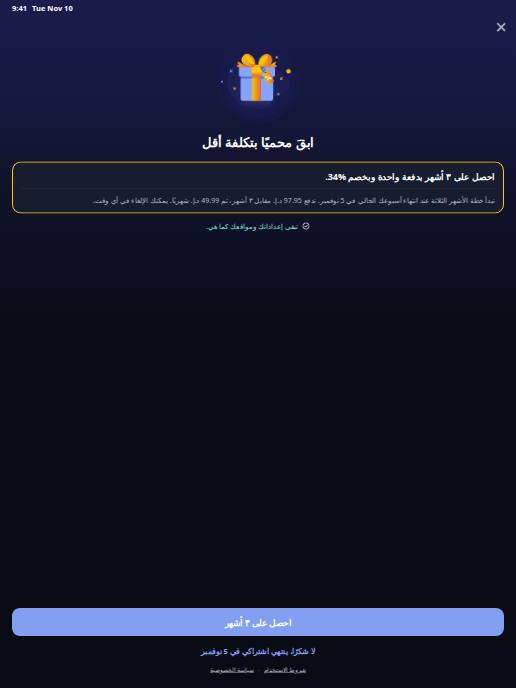 9:41 Tue Nov 10
ابقَ محميًا بتكلفة أقل
احصل على ٣ أشهر بدفعة واحدة وبخصم 34%.
تبدأ خطة الأشهر الثلاثة عند انتهاء أسبوعك الحالي في 5 نوفمبر. تدفع 97.95 د.إ. مقابل ٣ أشهر، ثم 49.99 د.إ. شهريًا. يمكنك الإلغاء في أي وقت.
تبقى إعداداتك ومواقعك كما هي.
احصل على ٣ أشهر
لا شكرًا، ينتهي اشتراكي في 5 نوفمبر
شروط الاستخدام · سياسة الخصوصية